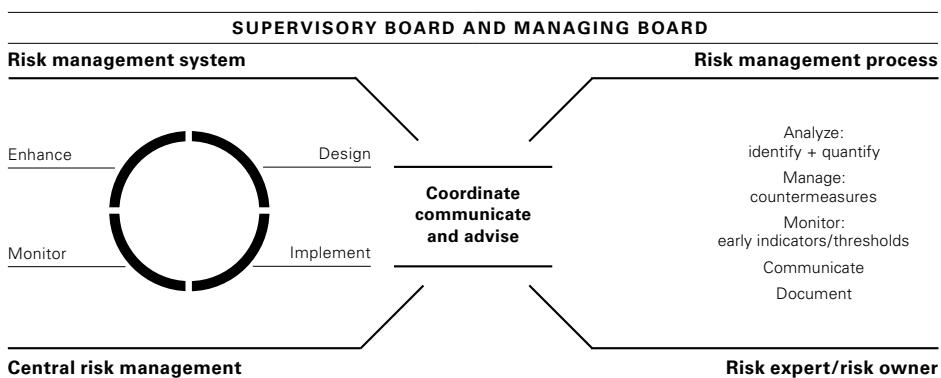 SUPERVISORY BOARD AND MANAGING BOARD
Risk management system
Risk management process
Enhance
Design
Monitor
Implement
Coordinate
communicate
and advise
Analyze:
identify + quantify
Manage:
countermeasures
Monitor:
early indicators/thresholds
Communicate
Document
Central risk management
Risk expert/risk owner